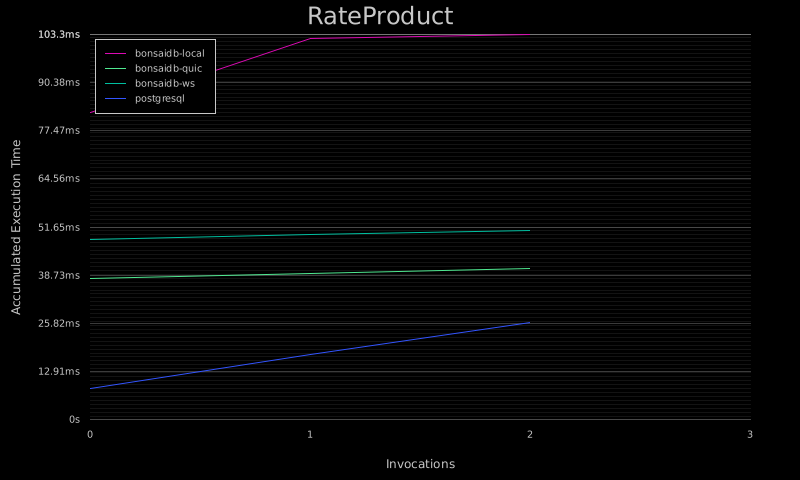 RateProduct
103.3ms
90.38ms
77.47ms
64.56ms
51.65ms
38.73ms
25.82ms
12.91ms
0s
Accumulated Execution Time
bonsaidb-local
bonsaidb-quic
bonsaidb-ws
postgresql
0 1 2 3
Invocations